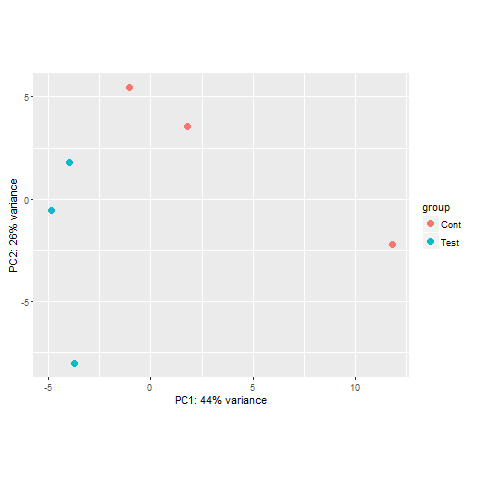 5
0
-5
PC2: 26% variance
-5
0
5
10
PC1: 44% variance
group
Cont
Test